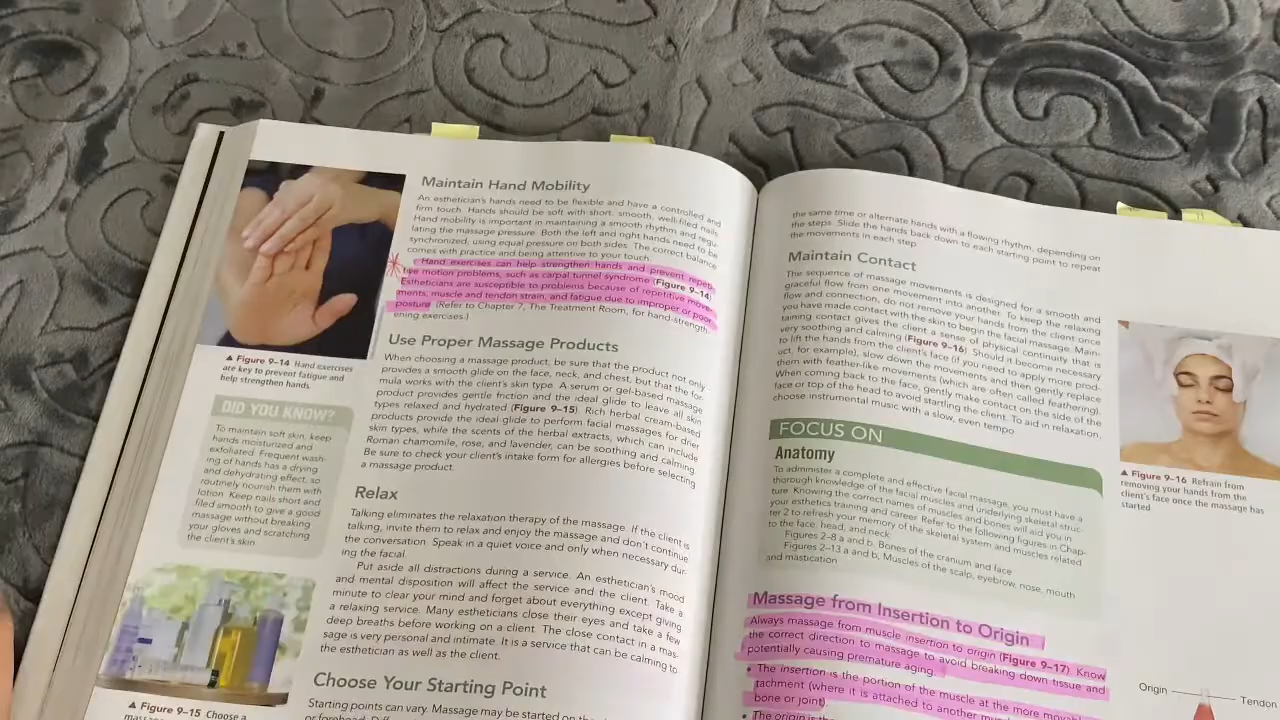 Maintain Hand Mobility
An esthetician's hands need to be flexible and have a controlled and
firm touch. Hands should be soft with short, smooth, well-filed nails.
Hand mobility is important in maintaining a smooth rhythm and regu-
lating the massage pressure. Both the left and right hands need to be
synchronized, using equal pressure on both sides. The correct balance
comes with practice and being attentive to your touch.
Hand exercises can help strengthen hands and prevent repeti-
tive motion problems, such as carpal tunnel syndrome (Figure 9–14).
Estheticians are susceptible to problems because of repetitive move-
ments, muscle and tendon strain, and fatigue due to improper or poor
posture. (Refer to Chapter 7, The Treatment Room, for hand-strength-
ening exercises.)
▲ Figure 9–14 Hand exercises
are key to prevent fatigue and
help strengthen hands.
DID YOU KNOW?
To maintain soft skin, keep
hands moisturized and
exfoliated. Frequent wash-
ing of hands has a drying
and dehydrating effect, so
routinely nourish them with
lotion. Keep nails short and
filed smooth to give a good
massage without breaking
your gloves and scratching
the client's skin.
Use Proper Massage Products
When choosing a massage product, be sure that the product not only
provides a smooth glide on the face, neck, and chest, but that the for-
mula works with the client's skin type. A serum or gel-based massage
product provides gentle friction and the ideal glide to leave all skin
types relaxed and hydrated (Figure 9–15). Rich herbal cream-based
products provide the ideal glide to perform facial massages for drier
skin types, while the scents of the herbal extracts, which can include
Roman chamomile, rose, and lavender, can be soothing and calming.
Be sure to check your client's intake form for allergies before selecting
a massage product.
Relax
Talking eliminates the relaxation therapy of the massage. If the client is
talking, invite them to relax and enjoy the massage and don't continue
the conversation. Speak in a quiet voice and only when necessary dur-
ing the facial.
Put aside all distractions during a service. An esthetician's mood
and mental disposition will affect the service and the client. Take a
minute to clear your mind and forget about everything except giving
a relaxing service. Many estheticians close their eyes and take a few
deep breaths before working on a client. The close contact in a mas-
sage is very personal and intimate. It is a service that can be calming to
the esthetician as well as the client.
Choose Your Starting Point
Starting points can vary. Massage may be started on the
▲ Figure 9–15 Choose a
the same time or alternate hands with a flowing rhythm, depending on
the steps. Slide the hands back down to each starting point to repeat
the movements in each step.
Maintain Contact
The sequence of massage movements is designed for a smooth and
graceful flow from one movement into another. To keep the relaxing
flow and connection, do not remove your hands from the client once
you have made contact with the skin to begin the facial massage. Main-
taining contact gives the client a sense of physical continuity that is
very soothing and calming (Figure 9–16). Should it become necessary
to lift the hands from the client's face (if you need to apply more prod-
uct, for example), slow down the movements and then gently replace
them with feather-like movements (which are often called feathering).
When coming back to the face, gently make contact on the side of the
face or top of the head to avoid startling the client. To aid in relaxation,
choose instrumental music with a slow, even tempo.
▲ Figure 9–16 Refrain from
removing your hands from the
client's face once the massage has
started.
FOCUS ON
Anatomy
To administer a complete and effective facial massage, you must have a
thorough knowledge of the facial muscles and underlying skeletal struc-
ture. Knowing the correct names of muscles and bones will aid you in
your esthetics training and career. Refer to the following figures in Chap-
ter 2 to refresh your memory of the skeletal system and muscles related
to the face, head, and neck:
Figures 2–8 a and b, Bones of the cranium and face
Figures 2–13 a and b, Muscles of the scalp, eyebrow, nose, mouth
and mastication
Massage from Insertion to Origin
Always massage from muscle insertion to origin (Figure 9–17). Know
the correct direction to massage to avoid breaking down tissue and
potentially causing premature aging.
• The insertion is the portion of the muscle at the more movable
tachment (where it is attached to another
bone or joint).
• The origin is the
Origin
Tendon